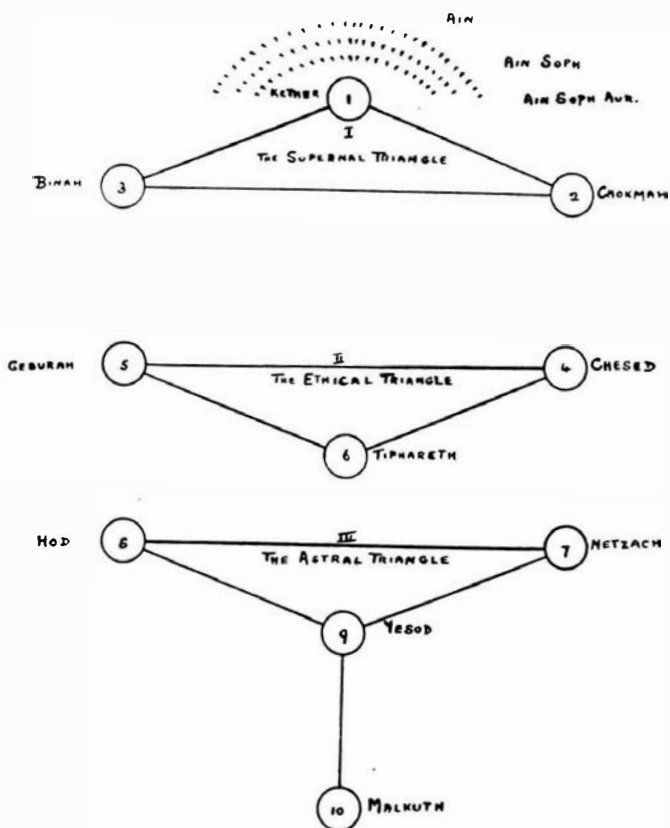 AIN
AIN SOPH
AIN SOPH AUR.
KETHER 1
I
THE SUPERNAL TRIANGLE
BINAH 3 2 CHOKMAH
GEBURAH 5 II 4 CHESED
THE ETHICAL TRIANGLE
6 TIPHARETH
HOD 8 III 7 NETZACH
THE ASTRAL TRIANGLE
9 YESOD
10 MALKUTH